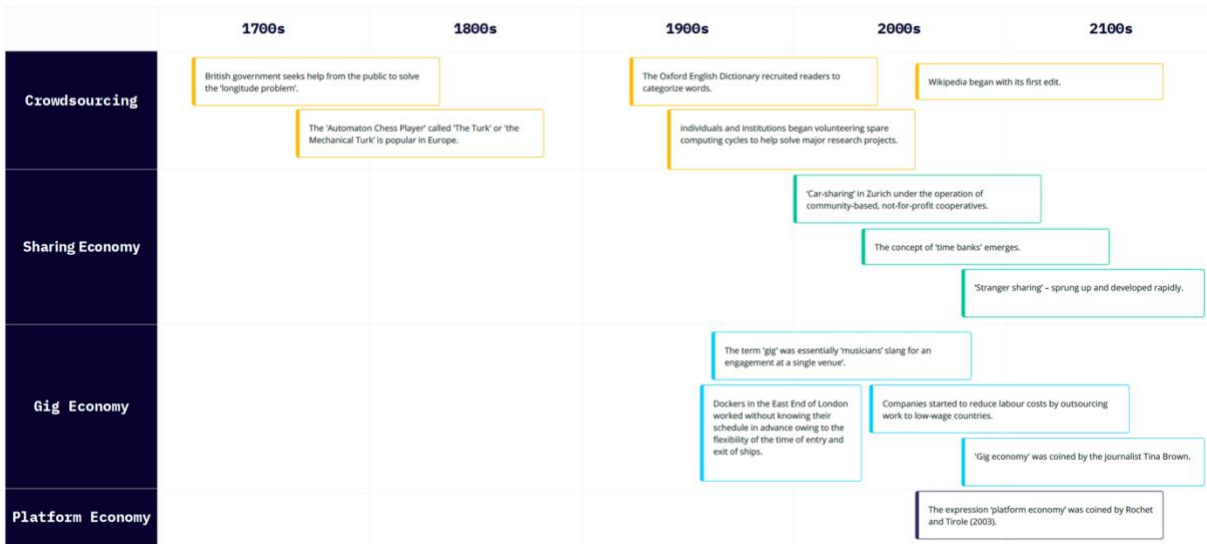 1700s 1800s 1900s 2000s 2100s
Crowdsourcing
British government seeks help from the public to solve
the 'longitude problem'.
The 'Automaton Chess Player' called 'The Turk' or 'the
Mechanical Turk' is popular in Europe.
The Oxford English Dictionary recruited readers to
categorize words.
Individuals and institutions began volunteering spare
computing cycles to help solve major research projects.
Wikipedia began with its first edit.
Sharing Economy
'Car-sharing' in Zurich under the operation of
community-based, not-for-profit cooperatives.
The concept of 'time banks' emerges.
'Stranger sharing' – sprung up and developed rapidly.
Gig Economy
The term 'gig' was essentially 'musicians' slang for an
engagement at a single venue'.
Dockers in the East End of London
worked without knowing their
schedule in advance owing to the
flexibility of the time of entry and
exit of ships.
Companies started to reduce labour costs by outsourcing
work to low-wage countries.
'Gig economy' was coined by the journalist Tina Brown.
Platform Economy
The expression 'platform economy' was coined by Rochet
and Tirole (2003).